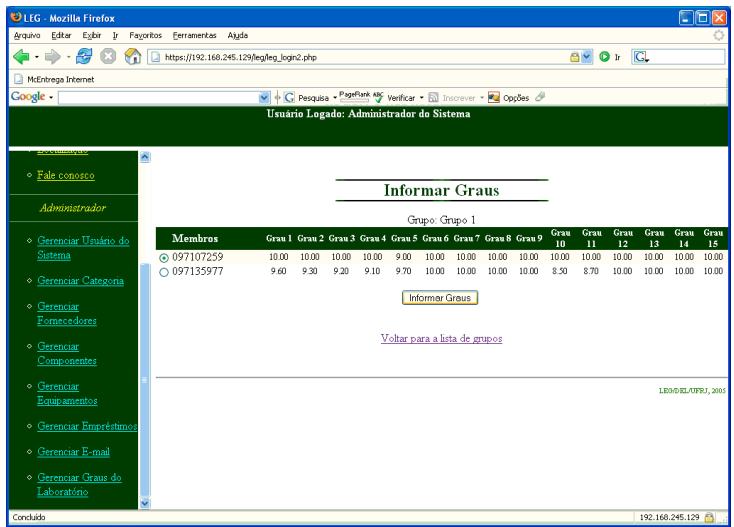 LEG - Mozilla Firefox
Arquivo Editar Exibir Ir Favoritos Ferramentas Ajuda
https://192.168.245.129/leg/leg_login2.php Ir
McEntrega Internet
Google Pesquisa PageRank ABC Verificar Inscrever Opções
Usuário Logado: Administrador do Sistema
Fale conosco
Administrador
Gerenciar Usuário do
Sistema
Gerenciar Categoria
Gerenciar
Fornecedores
Gerenciar
Componentes
Gerenciar
Equipamentos
Gerenciar Empréstimos
Gerenciar E-mail
Gerenciar Graus do
Laboratório
Informar Graus
Grupo: Grupo 1
Membros Grau 1 Grau 2 Grau 3 Grau 4 Grau 5 Grau 6 Grau 7 Grau 8 Grau 9 Grau 10 Grau 11 Grau 12 Grau 13 Grau 14 Grau 15
097107259 10.00 10.00 10.00 10.00 9.00 10.00 10.00 10.00 10.00 10.00 10.00 10.00 10.00 10.00 10.00
097135977 9.60 9.30 9.20 9.10 9.70 10.00 10.00 10.00 10.00 8.50 8.70 10.00 10.00 10.00 10.00
Informar Graus
Voltar para a lista de grupos
LEG/DEL/UFRJ, 2005
Concluído 192.168.245.129